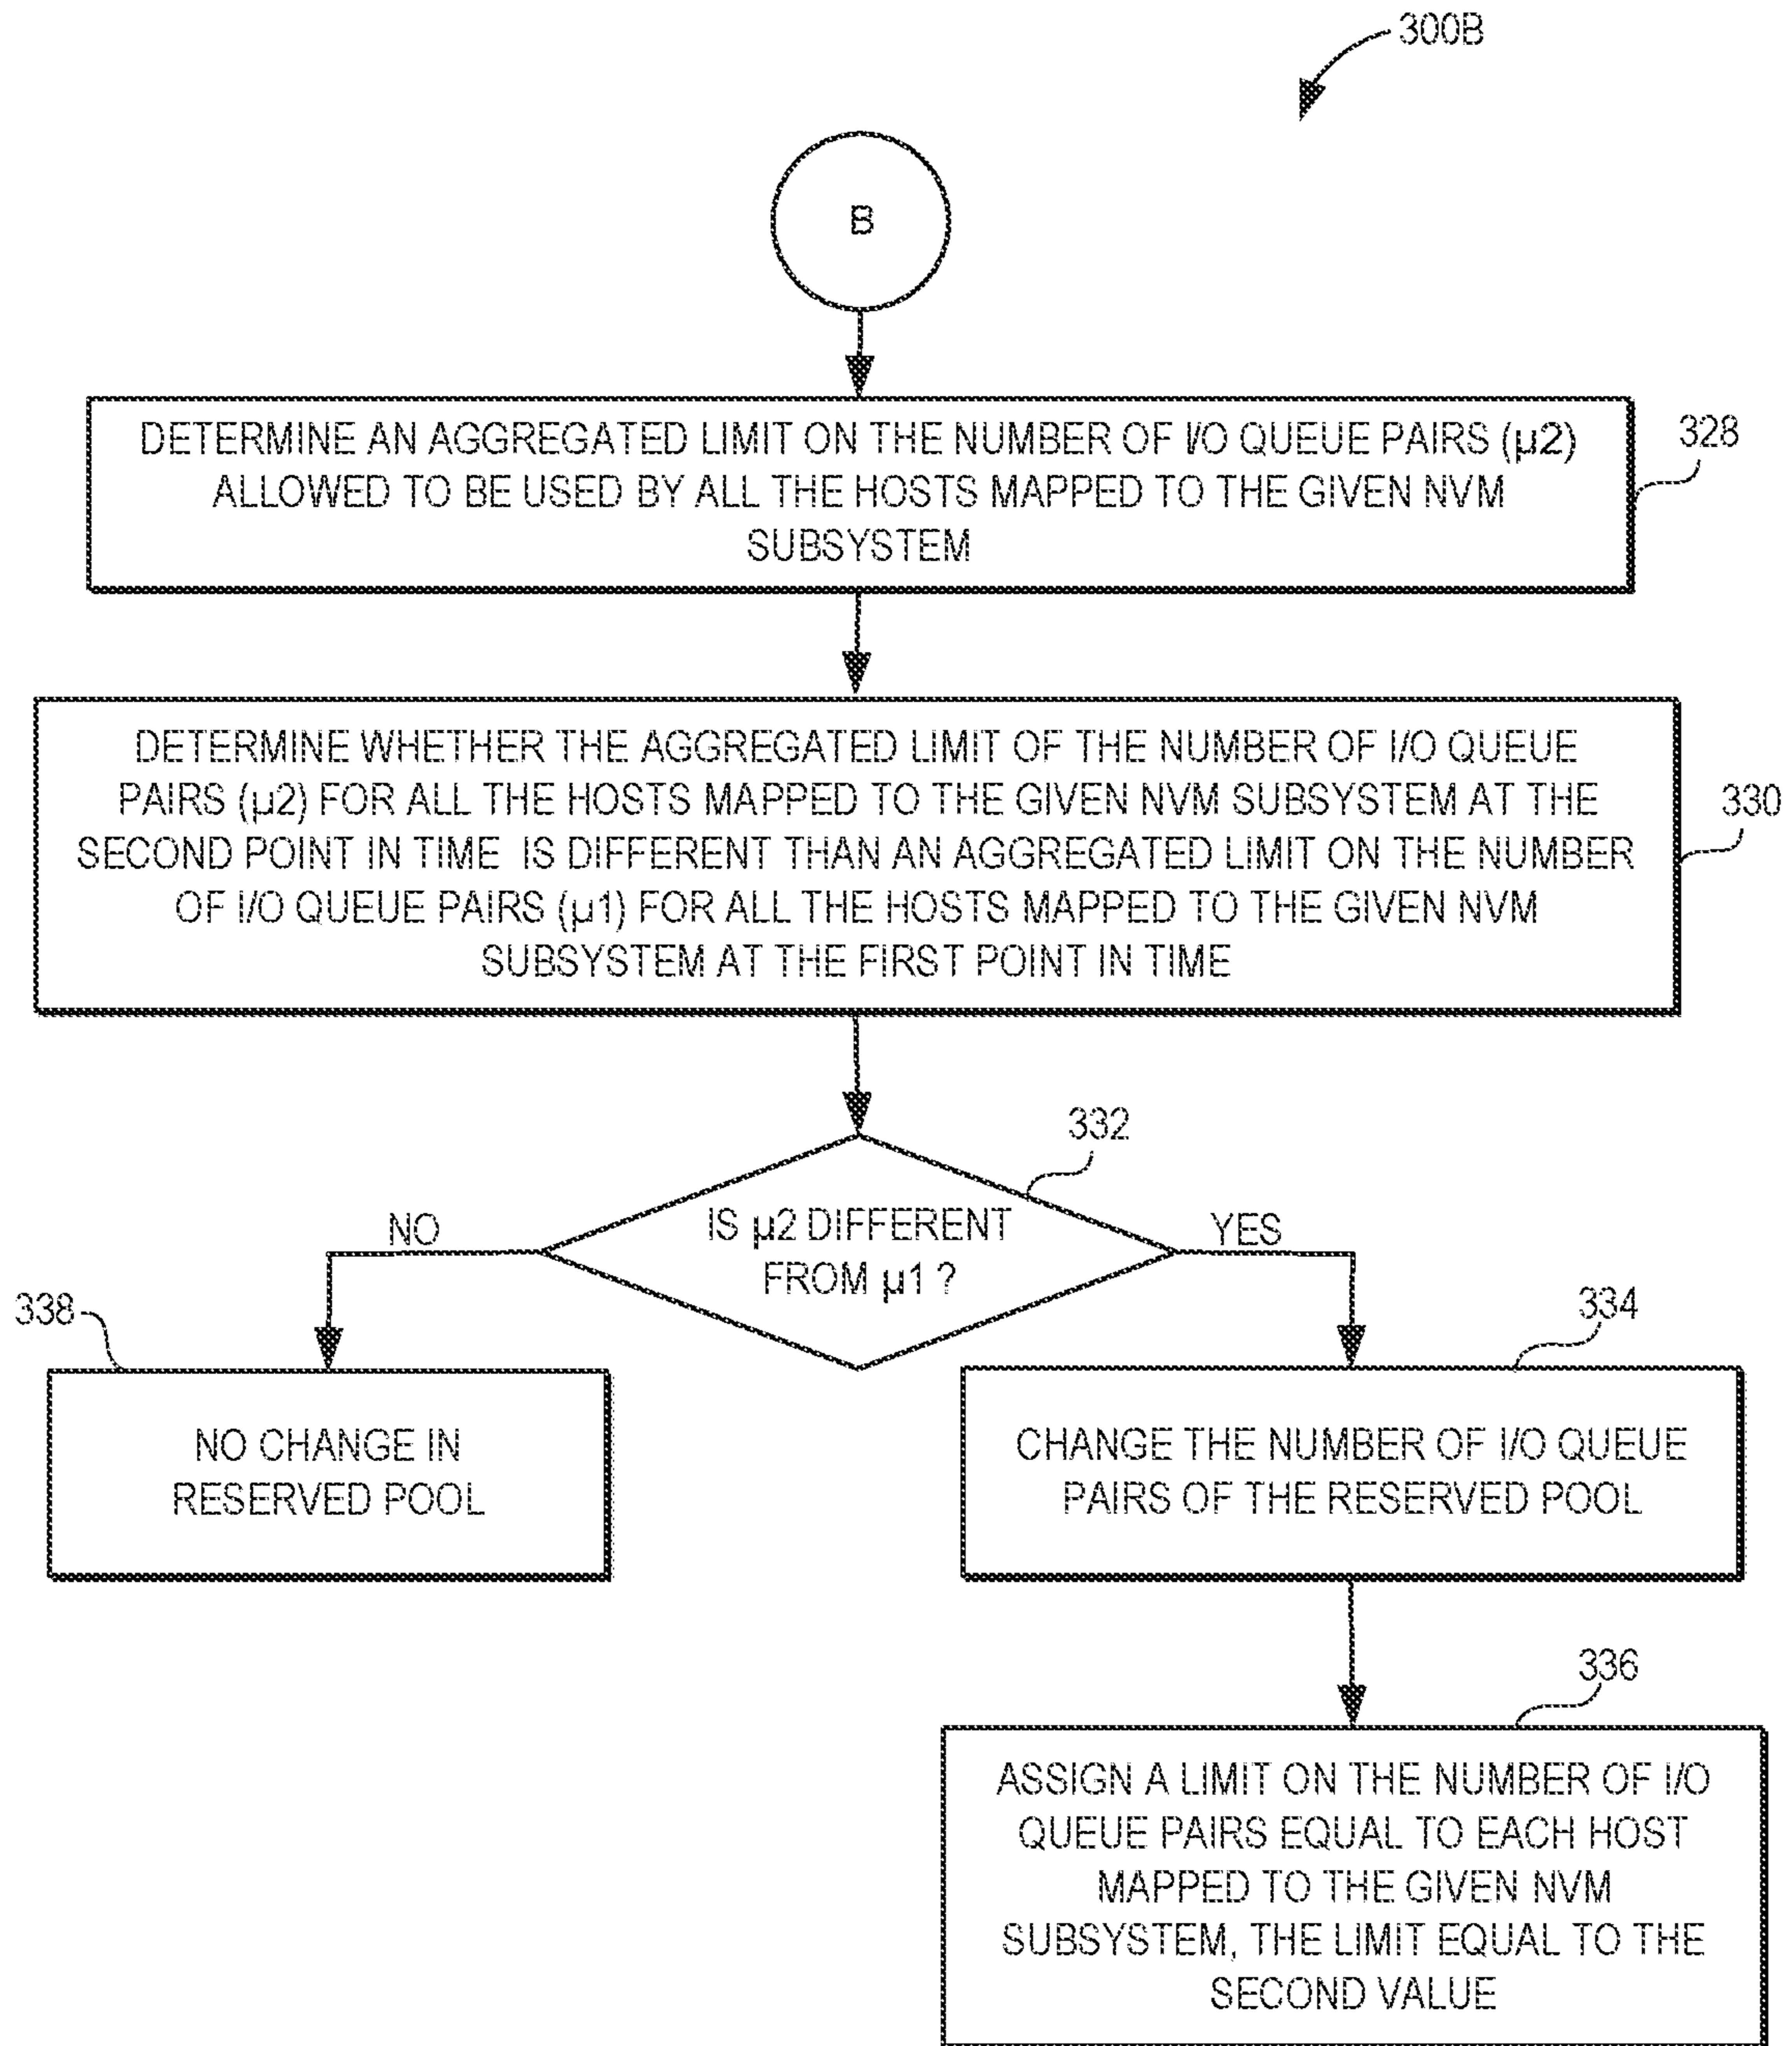 300B
B
DETERMINE AN AGGREGATED LIMIT ON THE NUMBER OF I/O QUEUE PAIRS (µ2)
ALLOWED TO BE USED BY ALL THE HOSTS MAPPED TO THE GIVEN NVM
SUBSYSTEM
328
DETERMINE WHETHER THE AGGREGATED LIMIT OF THE NUMBER OF I/O QUEUE
PAIRS (µ2) FOR ALL THE HOSTS MAPPED TO THE GIVEN NVM SUBSYSTEM AT THE
SECOND POINT IN TIME IS DIFFERENT THAN AN AGGREGATED LIMIT ON THE NUMBER
OF I/O QUEUE PAIRS (µ1) FOR ALL THE HOSTS MAPPED TO THE GIVEN NVM
SUBSYSTEM AT THE FIRST POINT IN TIME
330
332
IS µ2 DIFFERENT
FROM µ1 ?
NO
YES
338
NO CHANGE IN
RESERVED POOL
334
CHANGE THE NUMBER OF I/O QUEUE
PAIRS OF THE RESERVED POOL
336
ASSIGN A LIMIT ON THE NUMBER OF I/O
QUEUE PAIRS EQUAL TO EACH HOST
MAPPED TO THE GIVEN NVM
SUBSYSTEM, THE LIMIT EQUAL TO THE
SECOND VALUE